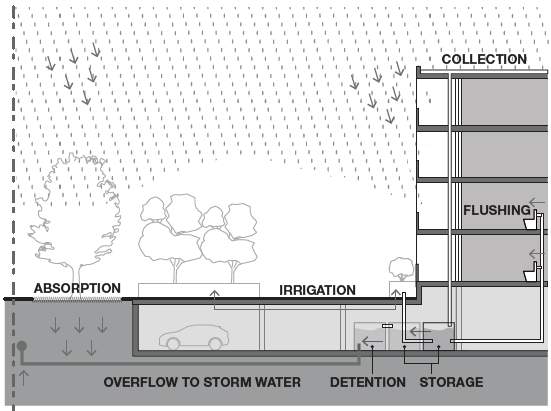 COLLECTION
FLUSHING
ABSORPTION
IRRIGATION
OVERFLOW TO STORM WATER
DETENTION
STORAGE